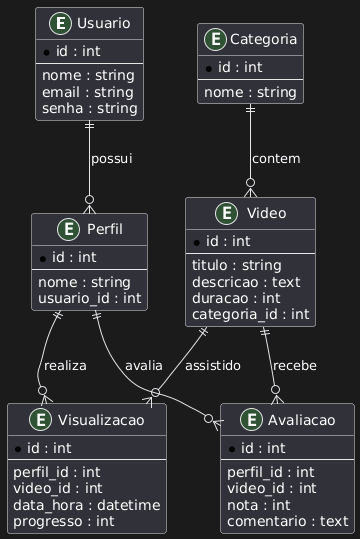 E Usuario
id : int
nome : string
email : string
senha : string
E Categoria
id : int
nome : string
possui
contem
E Perfil
id : int
nome : string
usuario_id : int
E Video
id : int
titulo : string
descricao : text
duracao : int
categoria_id : int
realiza
avalia
assistido
recebe
E Visualizacao
id : int
perfil_id : int
video_id : int
data_hora : datetime
progresso : int
E Avaliacao
id : int
perfil_id : int
video_id : int
nota : int
comentario : text